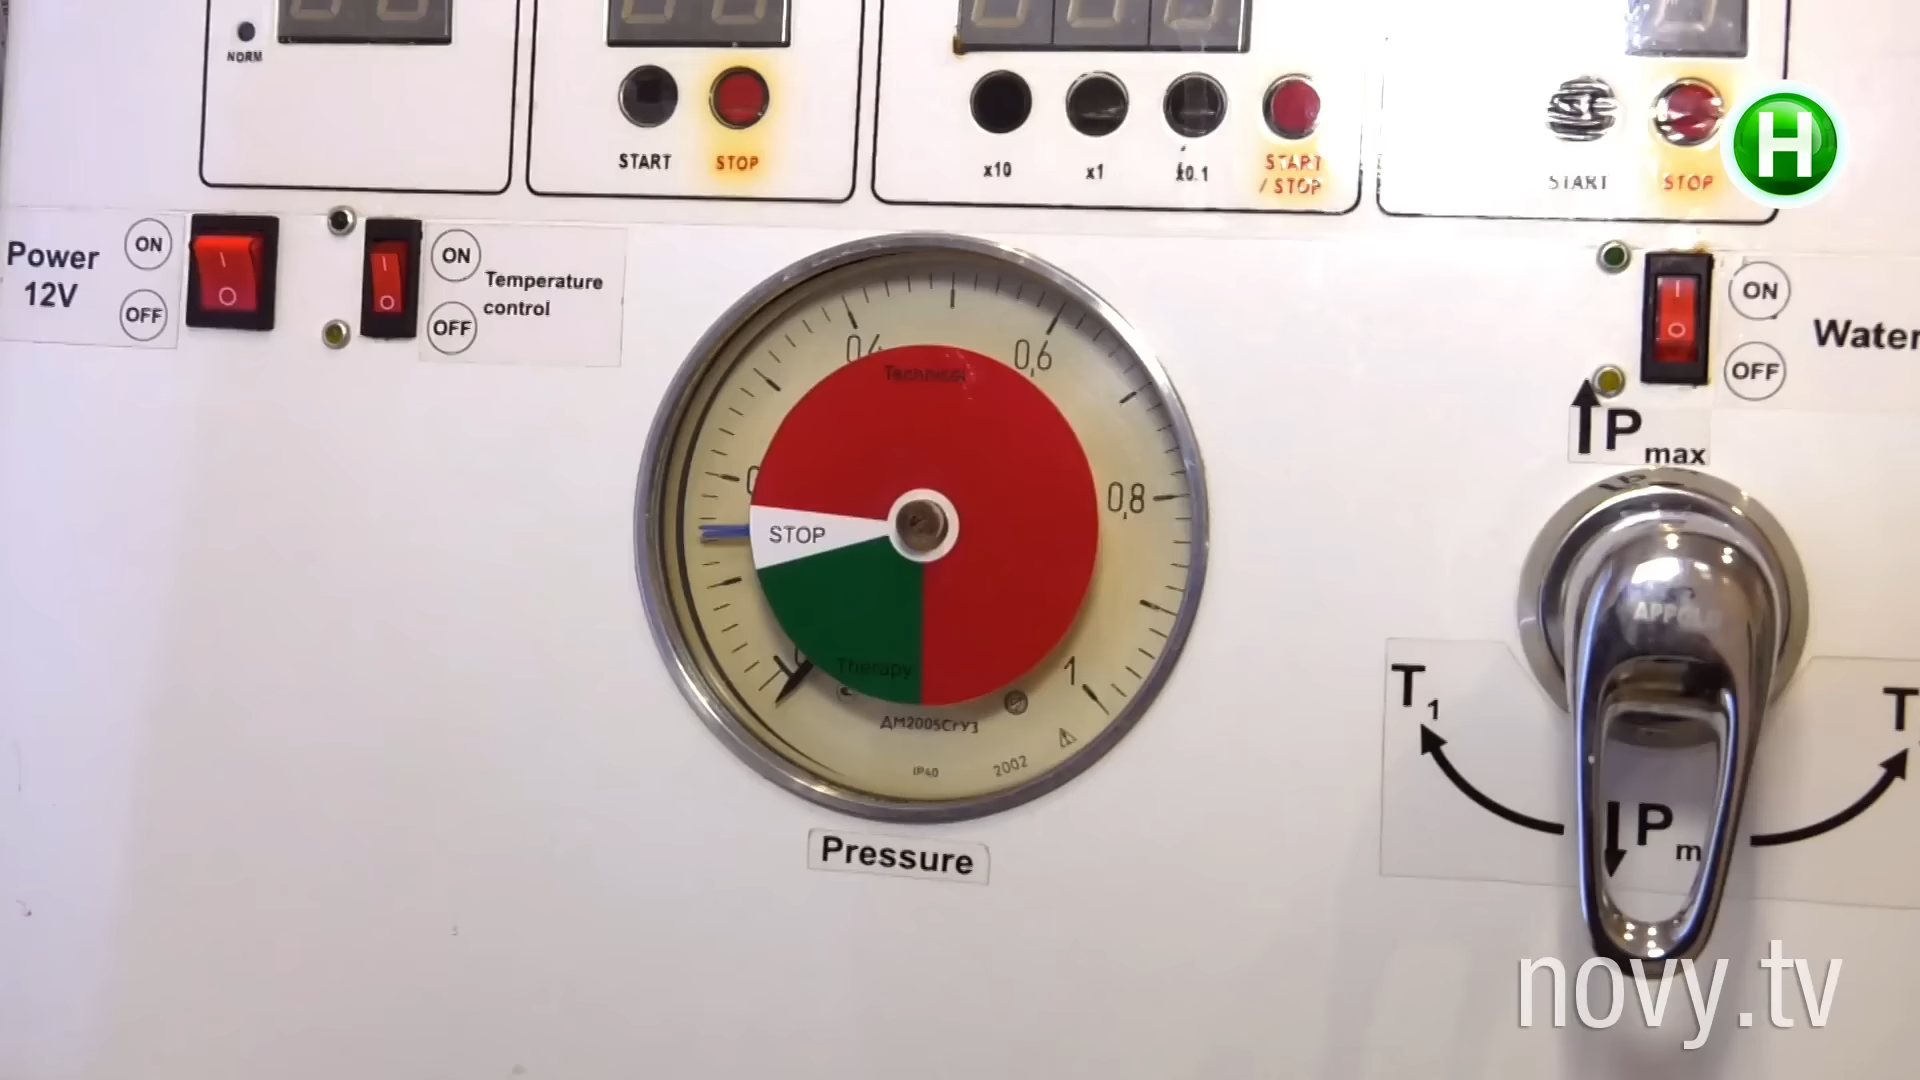 NORM
START
STOP
x10
x1
x0.1
START
/ STOP
START
STOP
H
Power
12V
ON
OFF
I
O
I
O
ON
OFF
Temperature
control
I
O
ON
OFF
Water
0,4
0,6
0,8
1
0
Technical
STOP
Therapy
ДМ2005СгУ3
IP40
2002
Pressure
P max
APPOLO
T1
P m
T
novy.tv